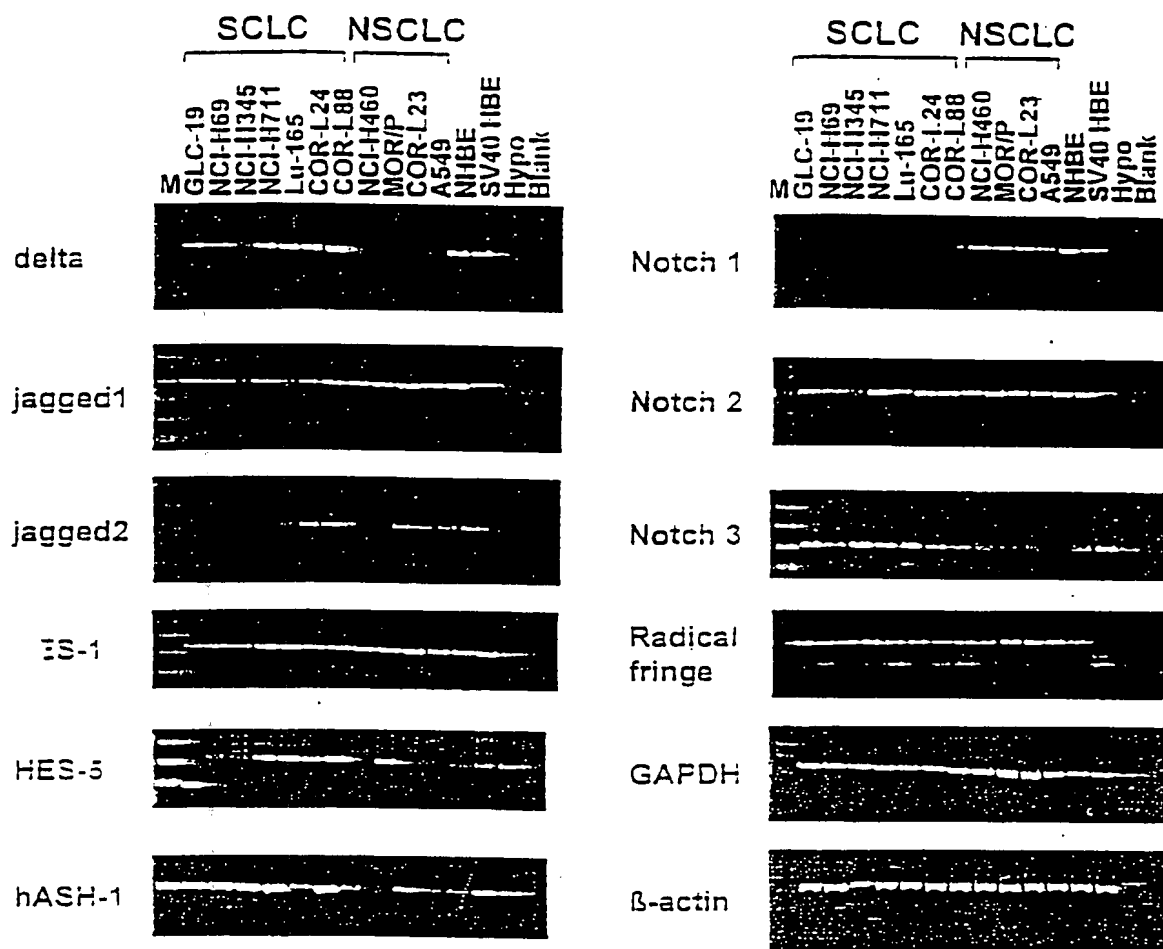 SCLC NSCLC
M GLC-19 NCI-H69 NCI-H345 NCI-H711 Lu-165 COR-L24 COR-L88 NCI-H460 MOR/P COR-L23 A549 NHBE SV40 HBE Hypo Blank
delta
jagged1
jagged2
ES-1
HES-5
hASH-1
SCLC NSCLC
M GLC-19 NCI-H69 NCI-H345 NCI-H711 Lu-165 COR-L24 COR-L88 NCI-H460 MOR/P COR-L23 A549 NHBE SV40 HBE Hypo Blank
Notch 1
Notch 2
Notch 3
Radical
fringe
GAPDH
ß-actin